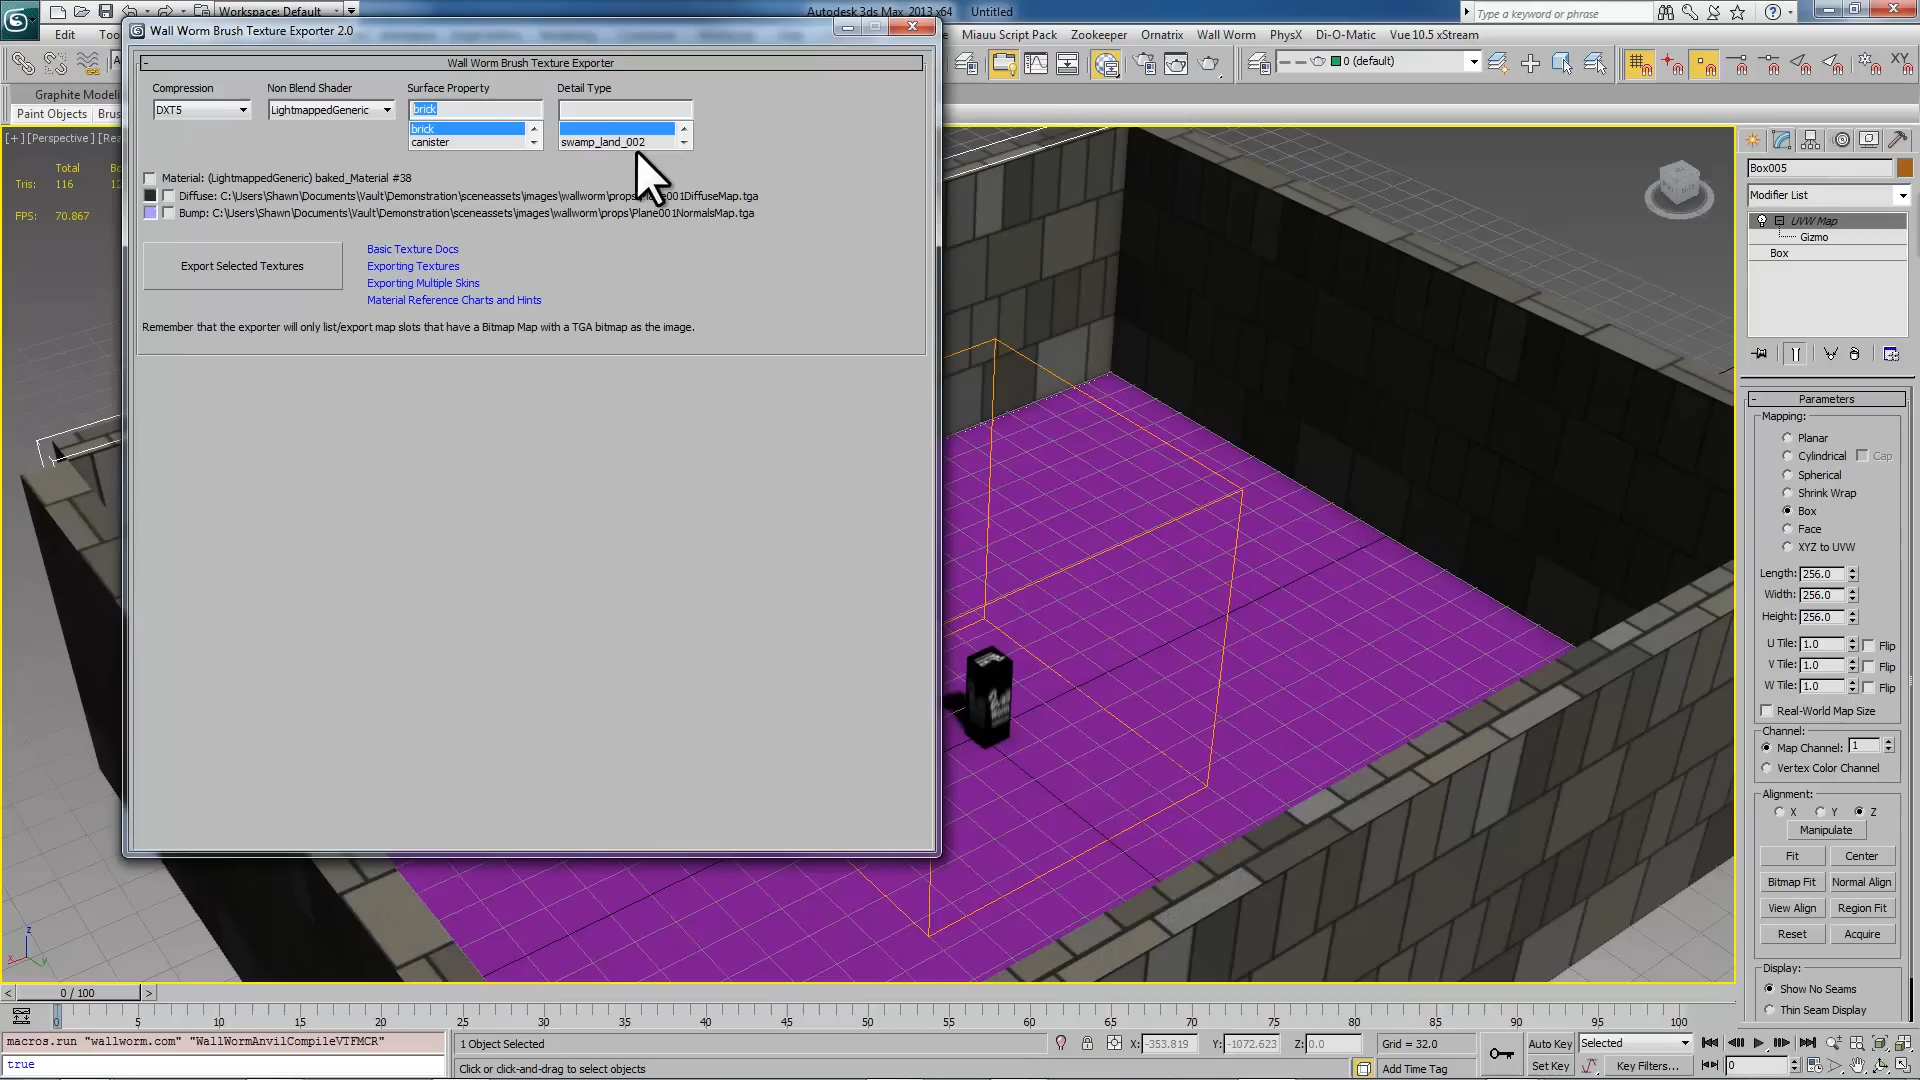 Workspace: Default
Autodesk 3ds Max 2013 x64
Untitled
Type a keyword or phrase
Edit
Miauu Script Pack
Zookeeper
Ornatrix
Wall Worm
PhysX
Di-O-Matic
Vue 10.5 xStream
0 (default)
Paint Objects
[+] [Perspective]
Total
Tris: 116
FPS: 70.867
Wall Worm Brush Texture Exporter 2.0
Wall Worm Brush Texture Exporter
Compression
Non Blend Shader
Surface Property
Detail Type
DXT5
LightmappedGeneric
brick
brick
canister
swamp_land_002
Material: (LightmappedGeneric) baked_Material #38
Diffuse: C:\Users\Shawn\Documents\Vault\Demonstration\sceneassets\images\wallworm\props
001DiffuseMap.tga
Bump: C:\Users\Shawn\Documents\Vault\Demonstration\sceneassets\images\wallworm\props\Plane001NormalsMap.tga
Export Selected Textures
Basic Texture Docs
Exporting Textures
Exporting Multiple Skins
Material Reference Charts and Hints
Remember that the exporter will only list/export map slots that have a Bitmap Map with a TGA bitmap as the image.
Box005
Modifier List
UVW Map
Gizmo
Box
Parameters
Mapping:
Planar
Cylindrical
Cap
Spherical
Shrink Wrap
Box
Face
XYZ to UVW
Length: 256.0
Width: 256.0
Height: 256.0
U Tile: 1.0 Flip
V Tile: 1.0 Flip
W Tile: 1.0 Flip
Real-World Map Size
Channel:
Map Channel: 1
Vertex Color Channel
Alignment:
X Y Z
Manipulate
Fit Center
Bitmap Fit Normal Align
View Align Region Fit
Reset Acquire
Display:
Show No Seams
Thin Seam Display
z
x
y
< 0 / 100 >
0 5 10 15 20 25 30 35 40 45 50 55 60 65 70 75 80 85 90 95 100
macros.run "wallworm.com" "WallWormAnvilCompileVTFMCR"
true
1 Object Selected
X: -353.819 Y: -1072.623 Z: 0.0
Grid = 32.0
Auto Key
Selected
Click or click-and-drag to select objects
Add Time Tag
Set Key
Key Filters...
0